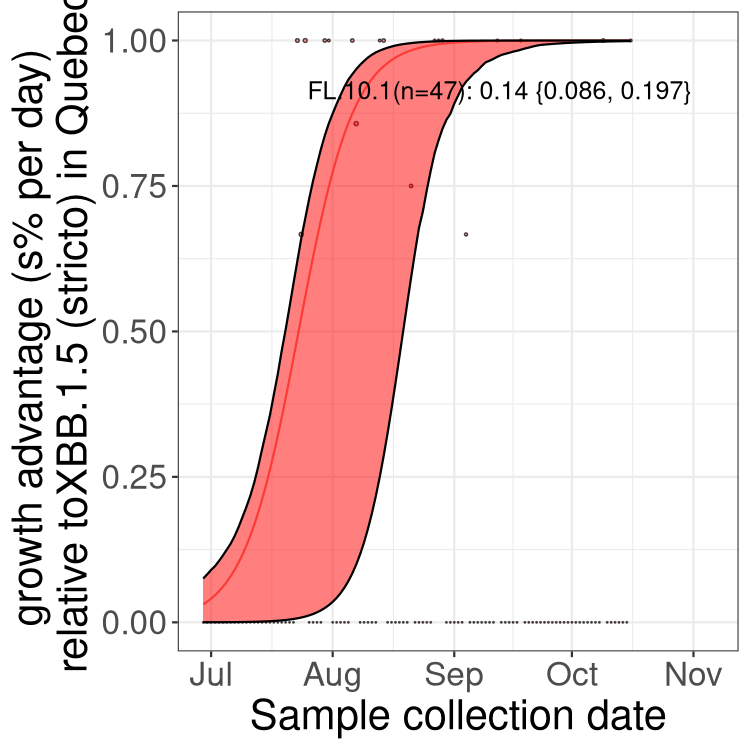 growth advantage (s% per day)
relative toXBB.1.5 (stricto) in Quebec
1.00
0.75
0.50
0.25
0.00
FL.10.1(n=47): 0.14 {0.086, 0.197}
Jul Aug Sep Oct Nov
Sample collection date